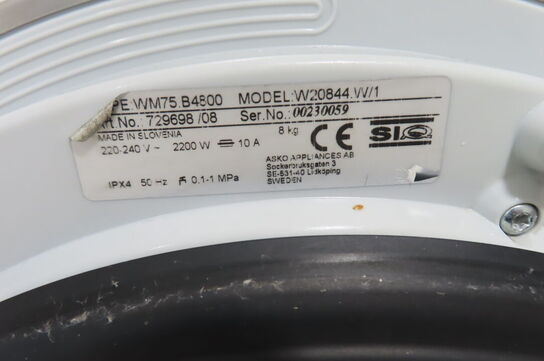 PE: WM75.B4800 MODEL: W20844.W/1
No.: 729698 /08 Ser.No.: 00230059
MADE IN SLOVENIA 8 kg CE SIQ
220-240 V ~ 2200 W 10 A
ASKO APPLIANCES AB
Sockerbruksgatan 3
SE-531-40 Lidköping
IPX4 50 Hz 0,1-1 MPa SWEDEN